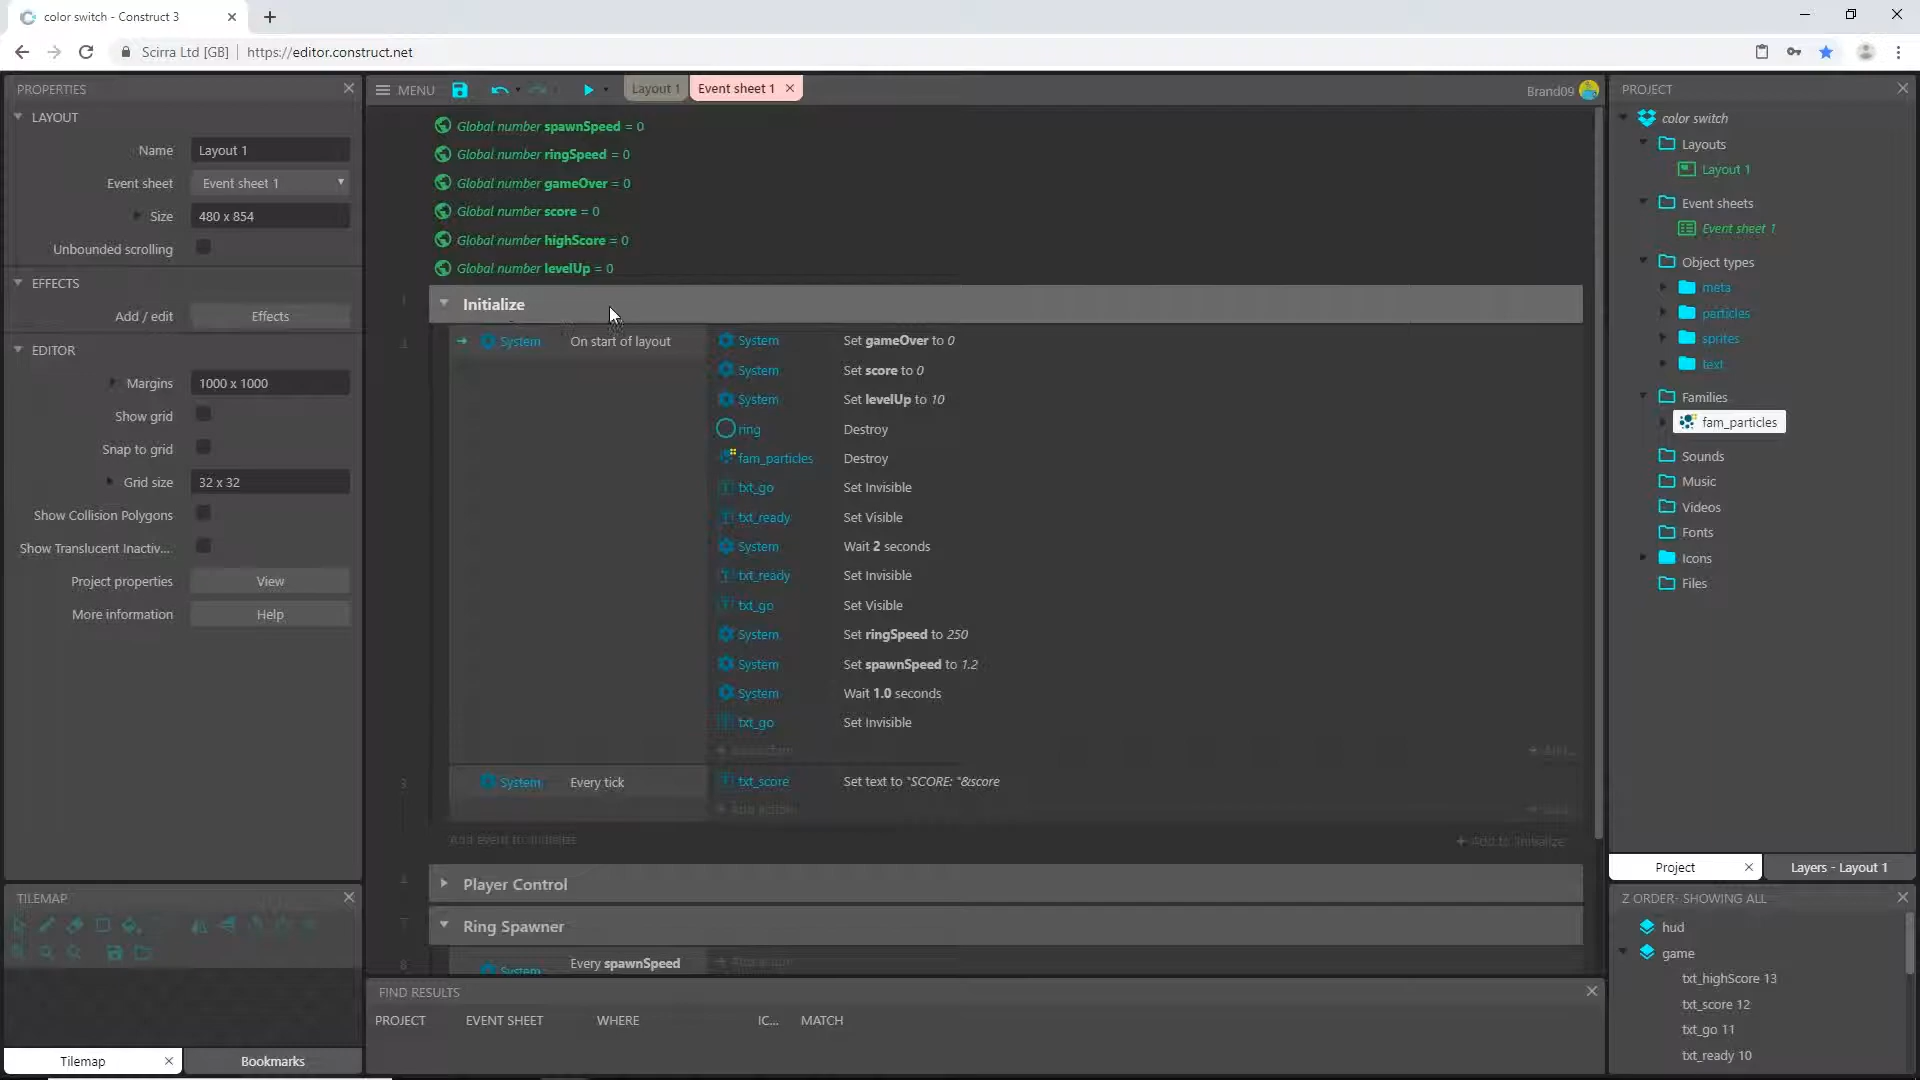 color switch - Construct 3
Scirra Ltd [GB] https://editor.construct.net
PROPERTIES
LAYOUT
Name Layout 1
Event sheet Event sheet 1
Size 480 x 854
Unbounded scrolling
EFFECTS
Add / edit Effects
EDITOR
Margins 1000 x 1000
Show grid
Snap to grid
Grid size 32 x 32
Show Collision Polygons
Show Translucent Inactiv...
Project properties View
More information Help
TILEMAP
Tilemap
Bookmarks
MENU
Layout 1
Event sheet 1
Brand09
Global number spawnSpeed = 0
Global number ringSpeed = 0
Global number gameOver = 0
Global number score = 0
Global number highScore = 0
Global number levelUp = 0
Initialize
System On start of layout System Set gameOver to 0
System Set score to 0
System Set levelUp to 10
ring Destroy
fam_particles Destroy
txt_go Set Invisible
txt_ready Set Visible
System Wait 2 seconds
txt_ready Set Invisible
txt_go Set Visible
System Set ringSpeed to 250
System Set spawnSpeed to 1.2
System Wait 1.0 seconds
txt_go Set Invisible
3 System Every tick txt_score Set text to "SCORE: "&score
Add event to Initialize + Add to 'Initialize'
Player Control
7 Ring Spawner
8 System Every spawnSpeed
FIND RESULTS
PROJECT EVENT SHEET WHERE IC... MATCH
PROJECT
color switch
Layouts
Layout 1
Event sheets
Event sheet 1
Object types
meta
particles
sprites
text
Families
fam_particles
Sounds
Music
Videos
Fonts
Icons
Files
Project
Layers - Layout 1
Z ORDER- SHOWING ALL
hud
game
txt_highScore 13
txt_score 12
txt_go 11
txt_ready 10